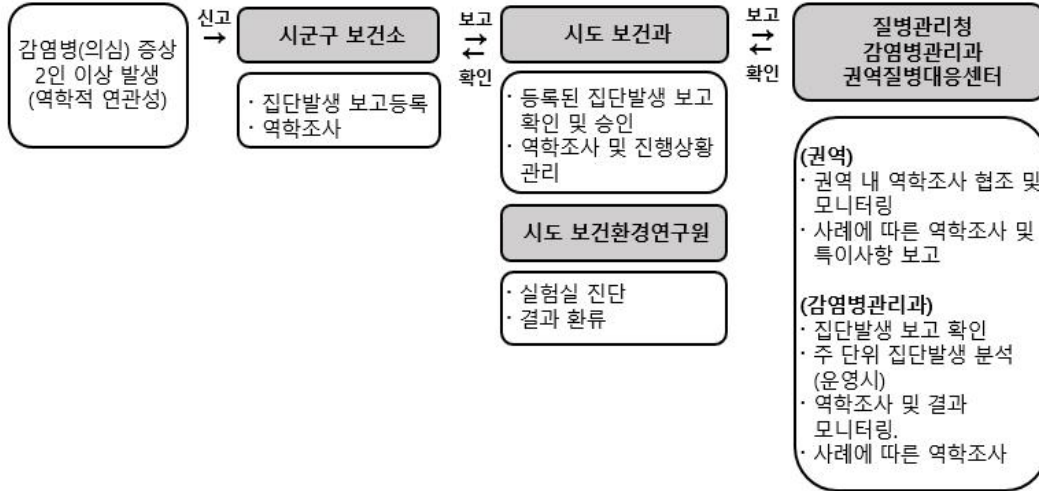 감염병(의심) 증상
2인 이상 발생
(역학적 연관성)
신고
→
시군구 보건소
· 집단발생 보고등록
· 역학조사
보고
→
←
확인
시도 보건과
· 등록된 집단발생 보고
확인 및 승인
· 역학조사 및 진행상황
관리
시도 보건환경연구원
· 실험실 진단
· 결과 환류
보고
→
←
확인
질병관리청
감염병관리과
권역질병대응센터
(권역)
· 권역 내 역학조사 협조 및
모니터링
· 사례에 따른 역학조사 및
특이사항 보고
(감염병관리과)
· 집단발생 보고 확인
· 주 단위 집단발생 분석
(운영시)
· 역학조사 및 결과
모니터링.
· 사례에 따른 역학조사